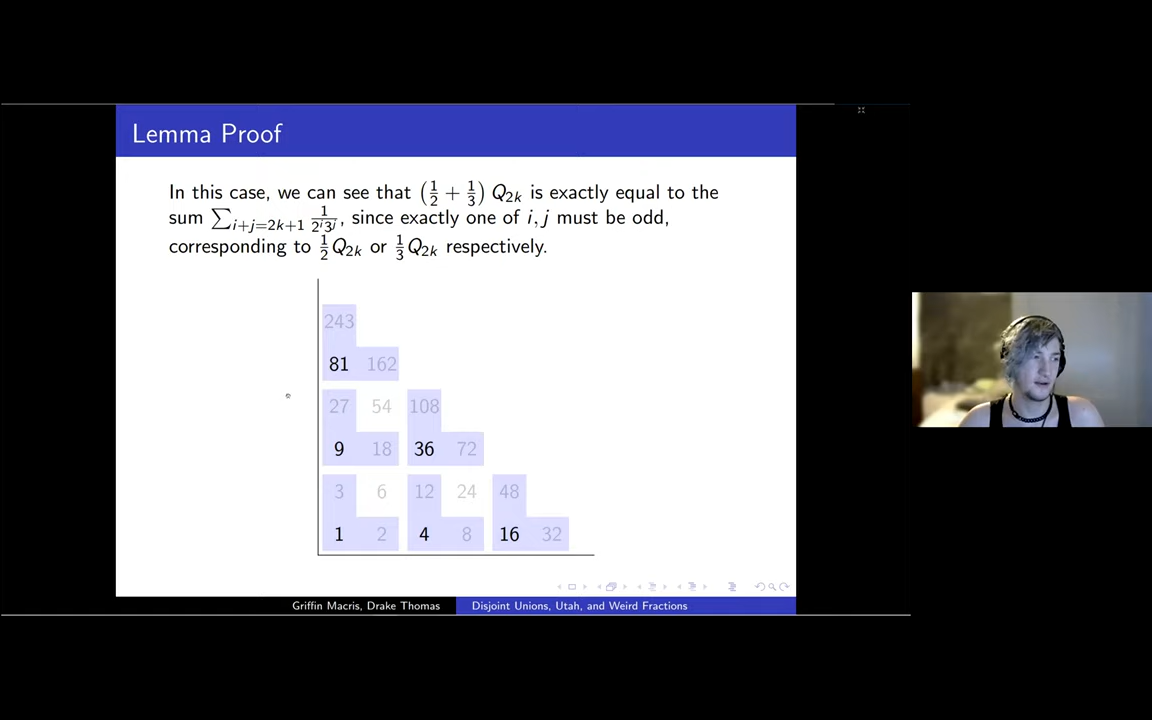 Lemma Proof
In this case, we can see that (1/2 + 1/3) Q_{2k} is exactly equal to the
sum ∑_{i+j=2k+1} 1/(2^i 3^j), since exactly one of i, j must be odd,
corresponding to 1/2 Q_{2k} or 1/3 Q_{2k} respectively.
243
81 162
27 54 108
9 18 36 72
3 6 12 24 48
1 2 4 8 16 32
Griffin Macris, Drake Thomas Disjoint Unions, Utah, and Weird Fractions